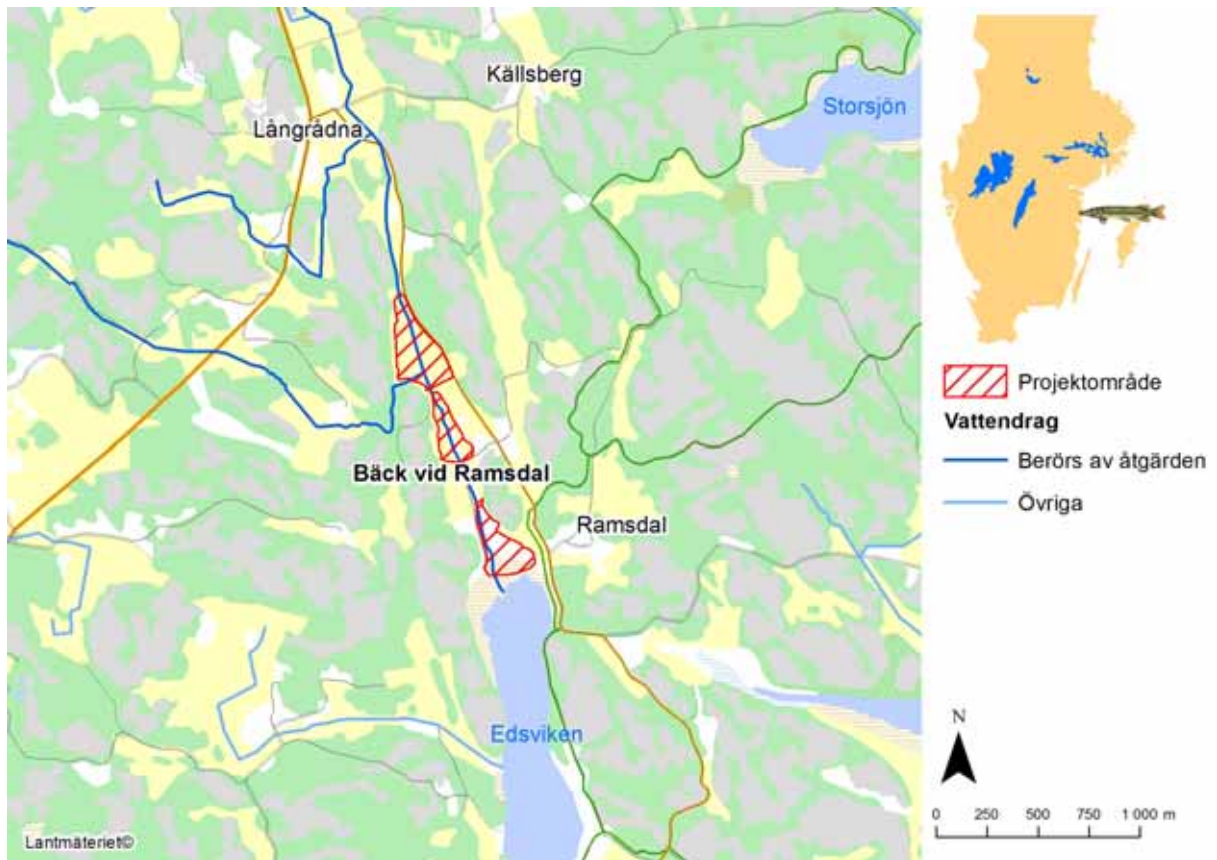 Källsberg
Storsjön
Långrådna
Bäck vid Ramsdal
Ramsdal
Edsviken
Lantmäteriet©
Projektområde
Vattendrag
Berörs av åtgärden
Övriga
N
0 250 500 750 1 000 m